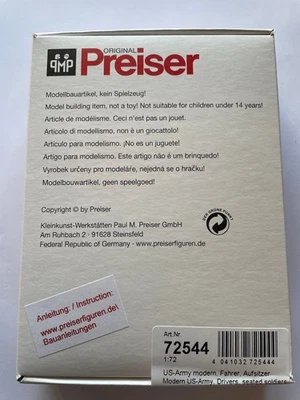 ORIGINAL
PMP Preiser
Modellbauartikel, kein Spielzeug!
Model building item, not a toy! Not suitable for children under 14 years!
Article de modélisme. Ceci n'est pas un jouet.
Articolo di modellismo, non è un giocattolo!
Articulo para modelismo. ¡No es un juguete!
Artigo para modelismo. Este artigo não é um brinquedo!
Vyrobek určeny pro modeláře, nejedná se o hračku!
Modelbouwartikel, geen speelgoed!
Copyright © by Preiser
Kleinkunst-Werkstätten Paul M. Preiser GmbH
Am Ruhbach 2 - 91628 Steinsfeld
Federal Republic of Germany - www.preiserfiguren.de
Anleitung: / Instruction:
www.preiserfiguren.de\
Bauanleitungen
Art.Nr.
72544
1:72
4 041032 725444
US-Army modern, Fahrer, Aufsitzer
Modern US-Army, Drivers, seated soldiers